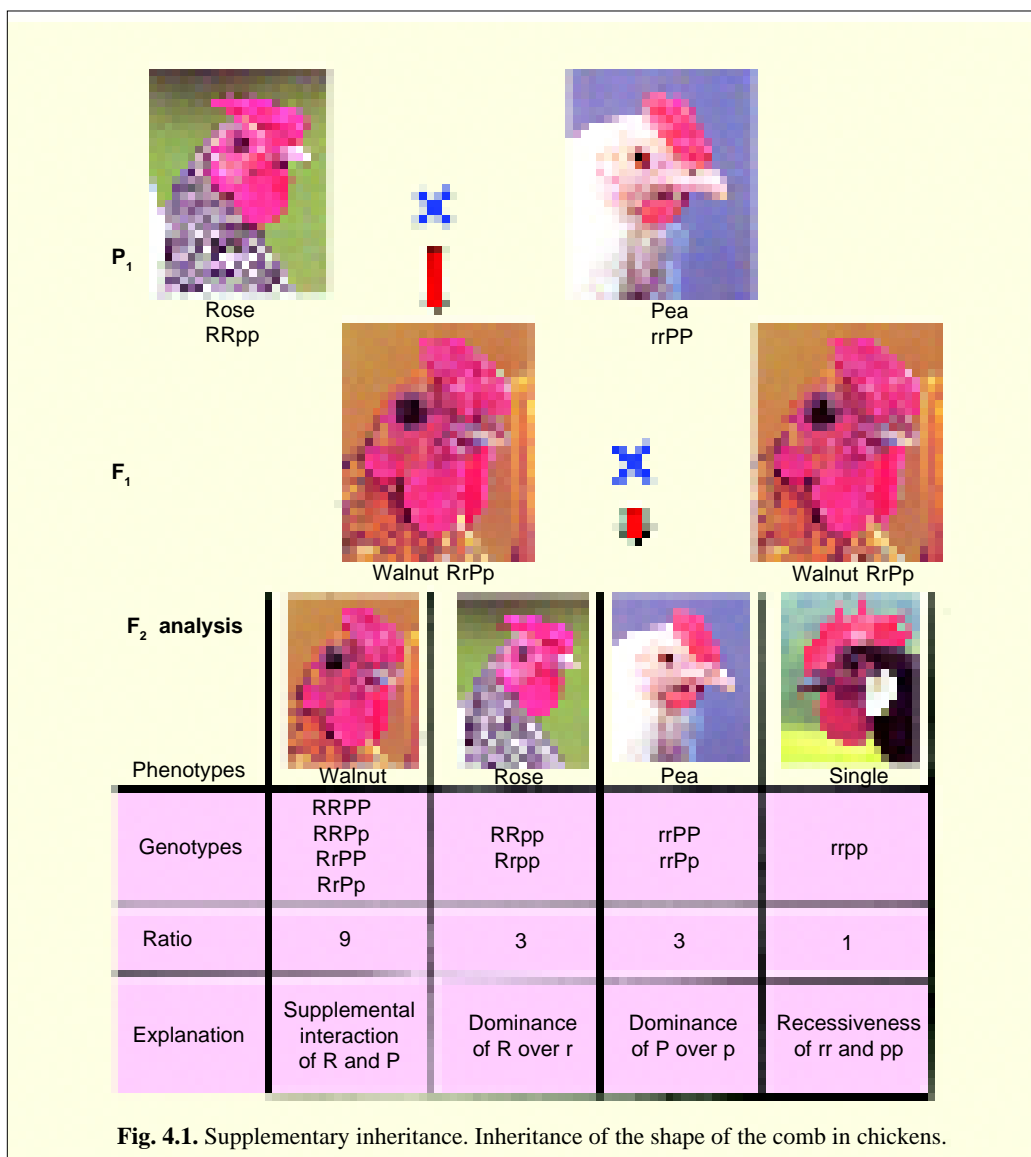 P1
Rose
RRpp
Pea
rrPP
F1
Walnut RrPp
Walnut RrPp
F2 analysis
Phenotypes
Walnut
Rose
Pea
Single
Genotypes
RRPP
RRPp
RrPP
RrPp
RRpp
Rrpp
rrPP
rrPp
rrpp
Ratio
9
3
3
1
Explanation
Supplemental
interaction
of R and P
Dominance
of R over r
Dominance
of P over p
Recessiveness
of rr and pp
Fig. 4.1. Supplementary inheritance. Inheritance of the shape of the comb in chickens.